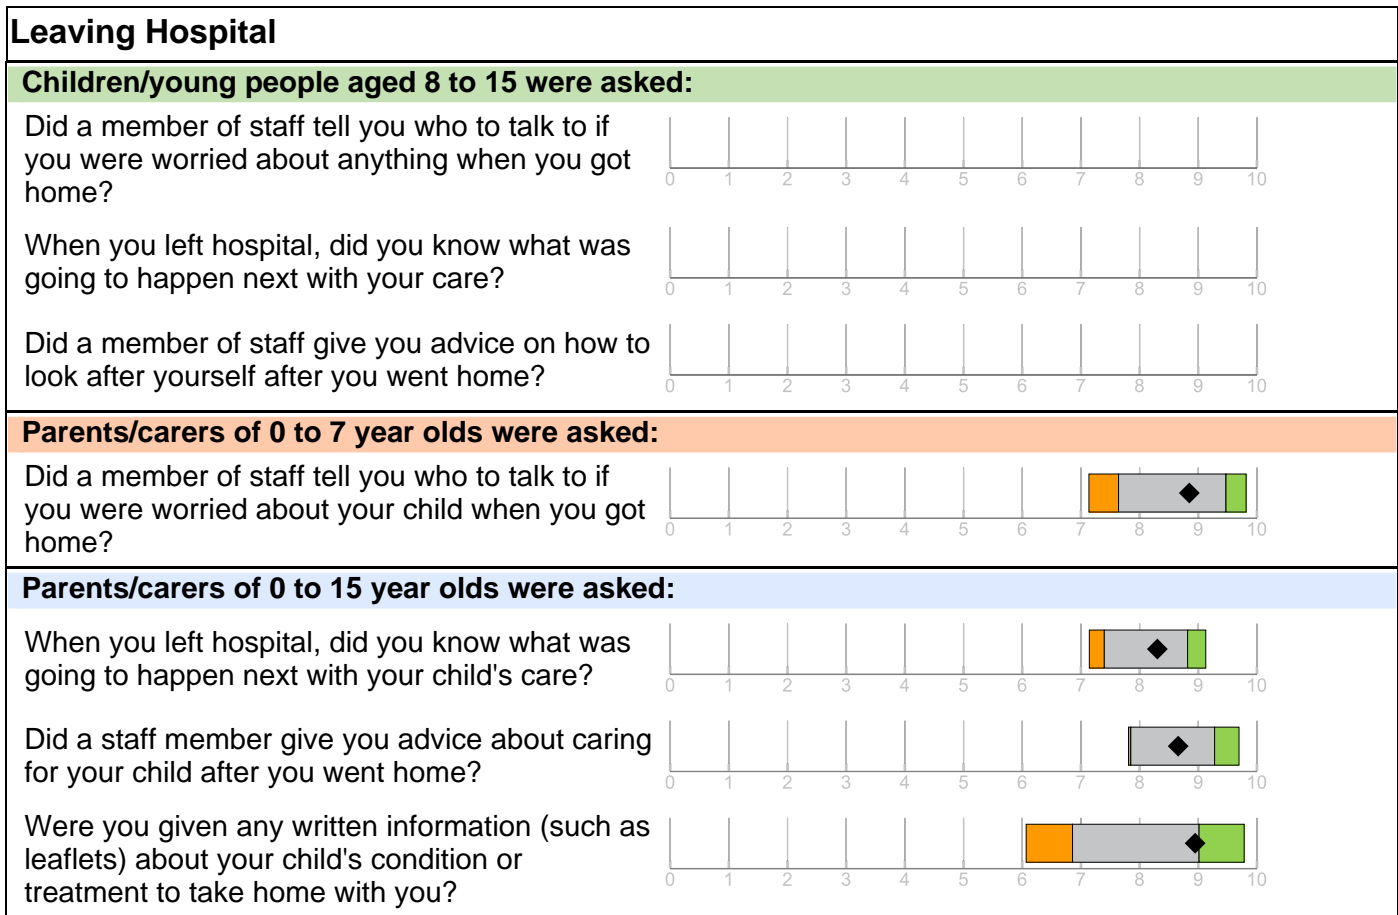 Leaving Hospital
Children/young people aged 8 to 15 were asked:
Did a member of staff tell you who to talk to if
you were worried about anything when you got
home?
0 1 2 3 4 5 6 7 8 9 10
When you left hospital, did you know what was
going to happen next with your care?
0 1 2 3 4 5 6 7 8 9 10
Did a member of staff give you advice on how to
look after yourself after you went home?
0 1 2 3 4 5 6 7 8 9 10
Parents/carers of 0 to 7 year olds were asked:
Did a member of staff tell you who to talk to if
you were worried about your child when you got
home?
0 1 2 3 4 5 6 7 8 9 10
Parents/carers of 0 to 15 year olds were asked:
When you left hospital, did you know what was
going to happen next with your child's care?
0 1 2 3 4 5 6 7 8 9 10
Did a staff member give you advice about caring
for your child after you went home?
0 1 2 3 4 5 6 7 8 9 10
Were you given any written information (such as
leaflets) about your child's condition or
treatment to take home with you?
0 1 2 3 4 5 6 7 8 9 10